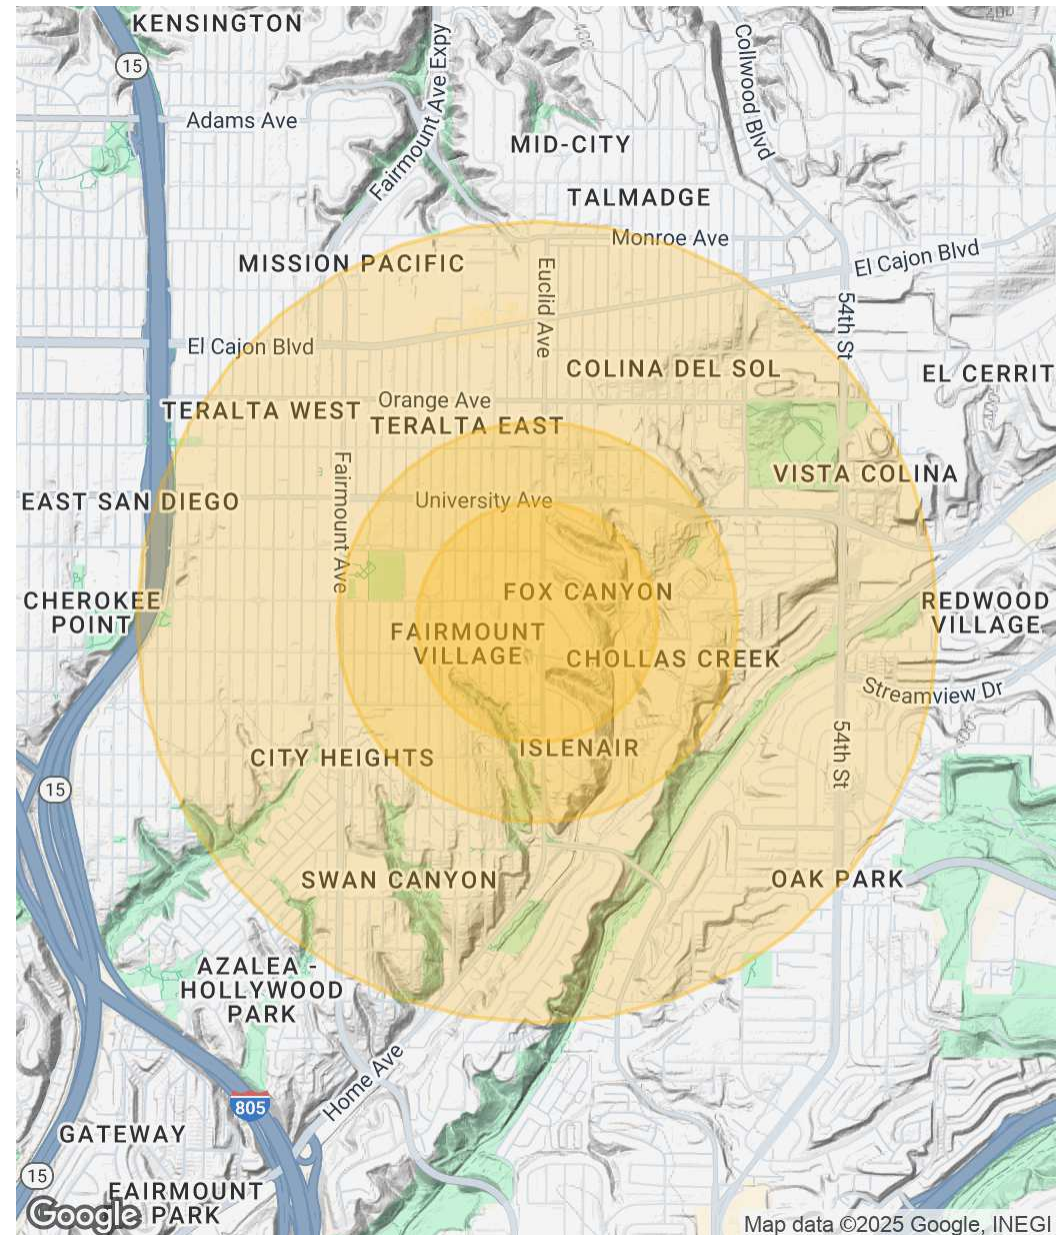 KENSINGTON
15
Adams Ave
Fairmount Ave Expy
Collwood Blvd
MID-CITY
TALMADGE
Monroe Ave
MISSION PACIFIC
El Cajon Blvd
Euclid Ave
54th St
El Cajon Blvd
COLINA DEL SOL
EL CERRIT
TERALTA WEST
Orange Ave
TERALTA EAST
VISTA COLINA
EAST SAN DIEGO
University Ave
Fairmount Ave
FOX CANYON
CHEROKEE
POINT
REDWOOD
VILLAGE
FAIRMOUNT
VILLAGE
CHOLLAS CREEK
Streamview Dr
ISLENAIR
CITY HEIGHTS
54th St
15
SWAN CANYON
OAK PARK
AZALEA -
HOLLYWOOD
PARK
Home Ave
805
GATEWAY
15
FAIRMOUNT
PARK
Google
Map data ©2025 Google, INEGI